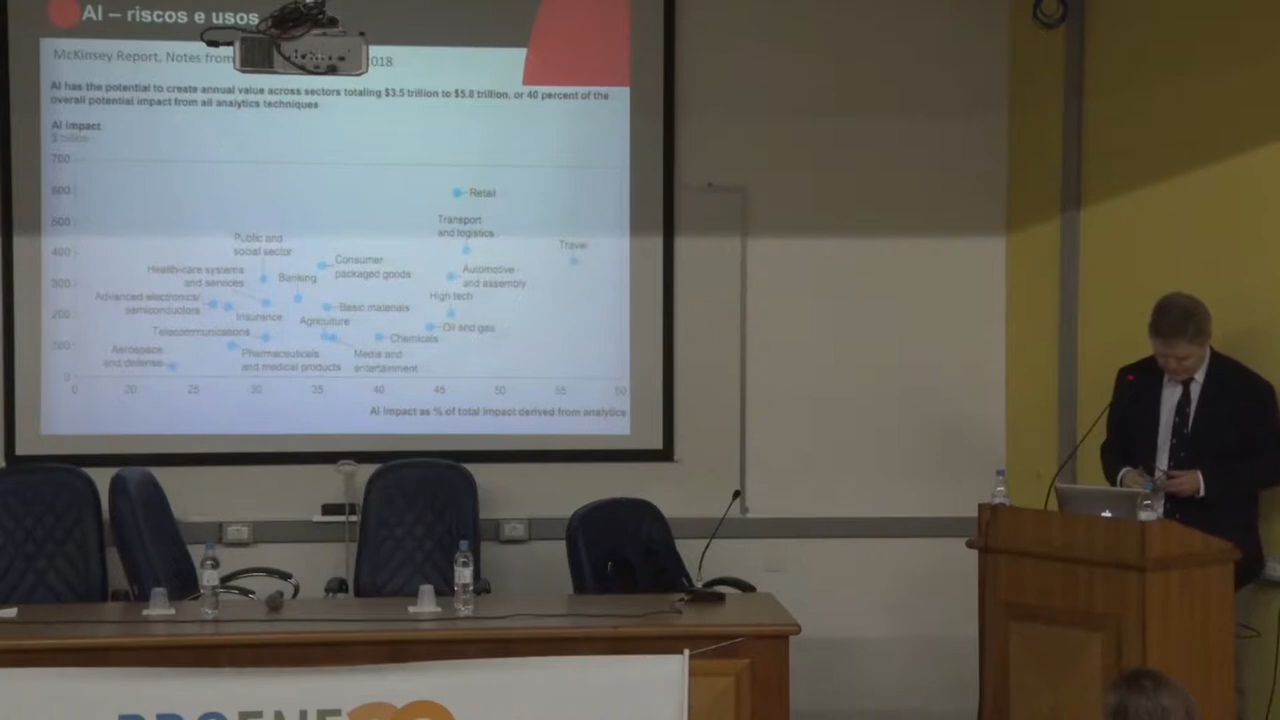 AI – riscos e usos
McKinsey Report, Notes from 2018
AI has the potential to create annual value across sectors totaling $3.5 trillion to $5.8 trillion, or 40 percent of the
overall potential impact from all analytics techniques
AI impact
$ billion
700
600
Retail
500
Transport
and logistics
Public and
social sector
400
Travel
Consumer
packaged goods
Health-care systems
and services
Banking
Automotive
and assembly
300
Advanced electronics/
semiconductors
High tech
Basic materials
200
Insurance
Agriculture
Oil and gas
Telecommunications
Chemicals
100
Aerospace
and defense
Pharmaceuticals
and medical products
Media and
entertainment
0
0 20 25 30 35 40 45 50 55 60
AI impact as % of total impact derived from analytics